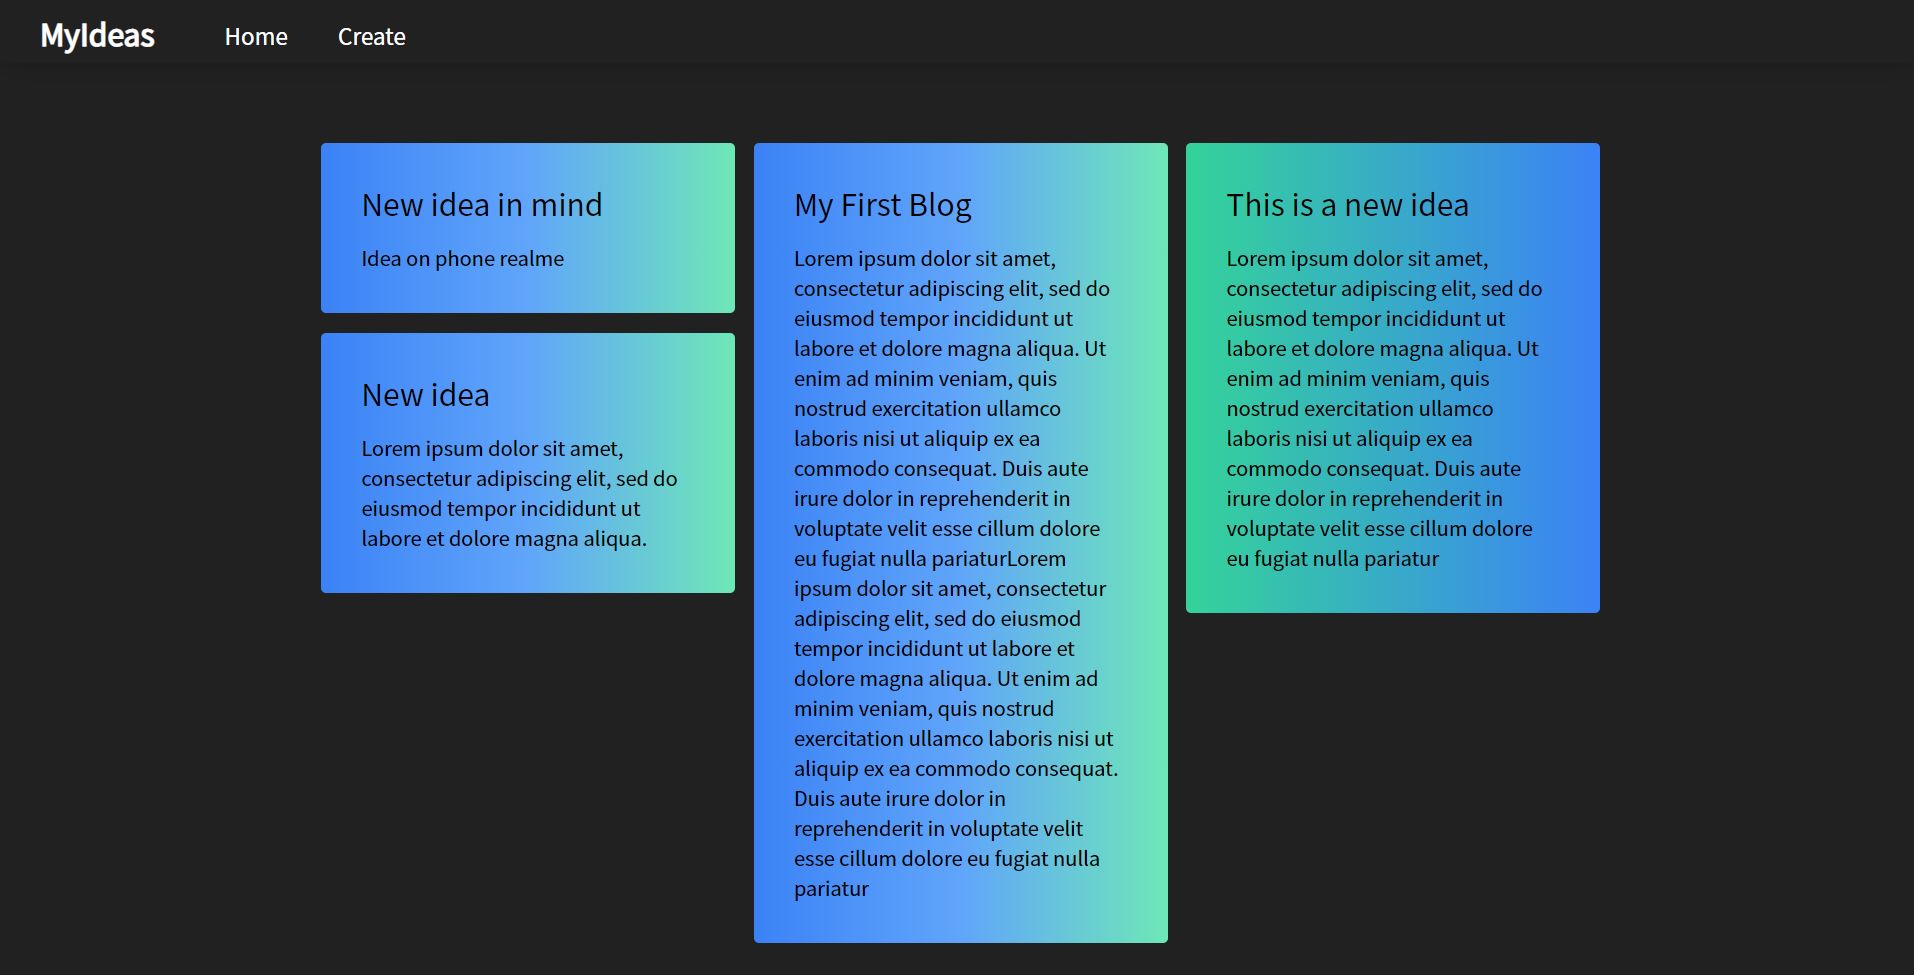 MyIdeas
Home
Create
New idea in mind
Idea on phone realme
New idea
Lorem ipsum dolor sit amet,
consectetur adipiscing elit, sed do
eiusmod tempor incididunt ut
labore et dolore magna aliqua.
My First Blog
Lorem ipsum dolor sit amet,
consectetur adipiscing elit, sed do
eiusmod tempor incididunt ut
labore et dolore magna aliqua. Ut
enim ad minim veniam, quis
nostrud exercitation ullamco
laboris nisi ut aliquip ex ea
commodo consequat. Duis aute
irure dolor in reprehenderit in
voluptate velit esse cillum dolore
eu fugiat nulla pariaturLorem
ipsum dolor sit amet, consectetur
adipiscing elit, sed do eiusmod
tempor incididunt ut labore et
dolore magna aliqua. Ut enim ad
minim veniam, quis nostrud
exercitation ullamco laboris nisi ut
aliquip ex ea commodo consequat.
Duis aute irure dolor in
reprehenderit in voluptate velit
esse cillum dolore eu fugiat nulla
pariatur
This is a new idea
Lorem ipsum dolor sit amet,
consectetur adipiscing elit, sed do
eiusmod tempor incididunt ut
labore et dolore magna aliqua. Ut
enim ad minim veniam, quis
nostrud exercitation ullamco
laboris nisi ut aliquip ex ea
commodo consequat. Duis aute
irure dolor in reprehenderit in
voluptate velit esse cillum dolore
eu fugiat nulla pariatur